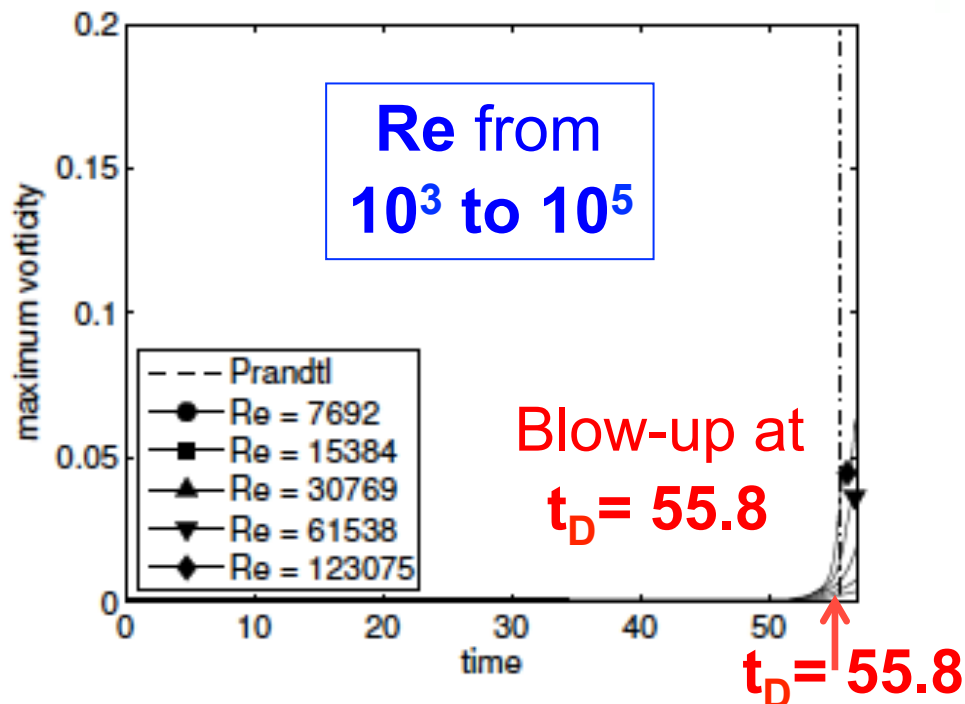 0.2
Re from
10³ to 10⁵
0.15
maximum vorticity
0.1
Prandtl
Re = 7692
Re = 15384
Re = 30769
Re = 61538
Re = 123075
0.05
Blow-up at
t_D= 55.8
0
0 10 20 30 40 50
time
t_D= 55.8